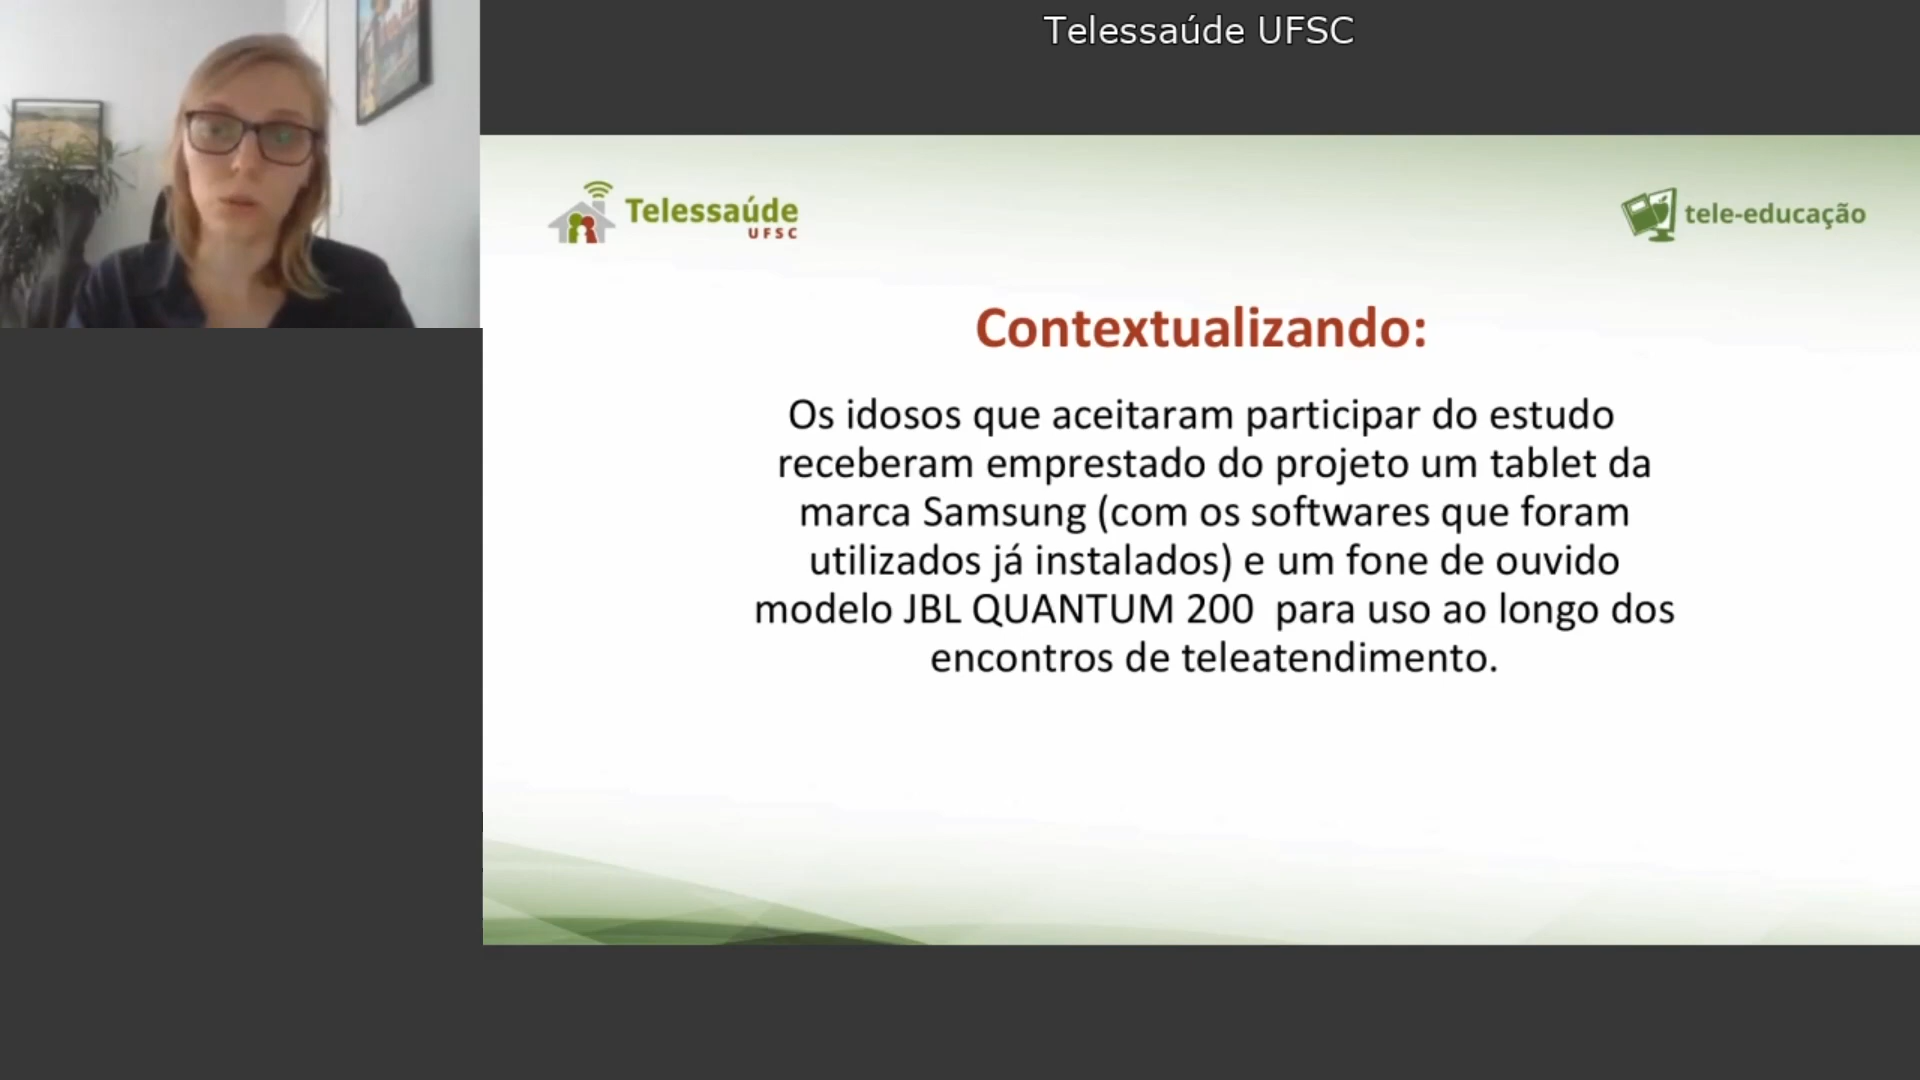 Telessaúde UFSC
Telessaúde
UFSC
tele-educação
Contextualizando:
Os idosos que aceitaram participar do estudo
receberam emprestado do projeto um tablet da
marca Samsung (com os softwares que foram
utilizados já instalados) e um fone de ouvido
modelo JBL QUANTUM 200 para uso ao longo dos
encontros de teleatendimento.